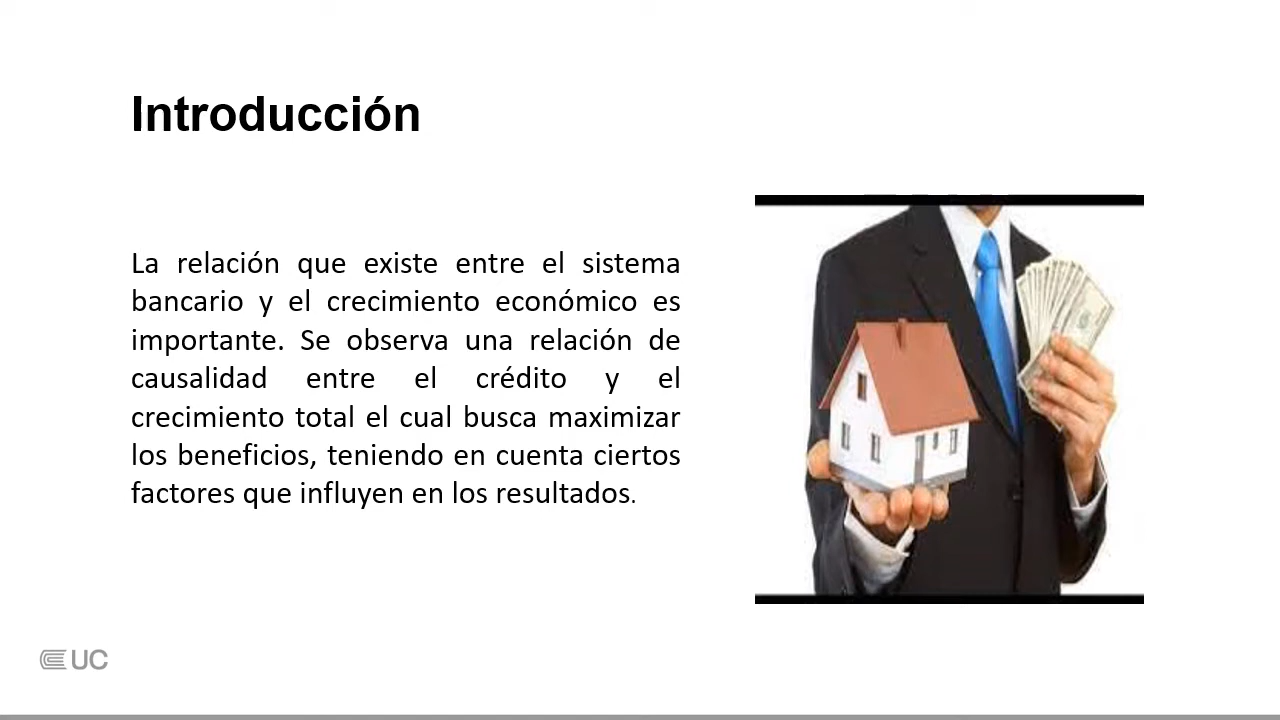 Introducción
La relación que existe entre el sistema
bancario y el crecimiento económico es
importante. Se observa una relación de
causalidad entre el crédito y el
crecimiento total el cual busca maximizar
los beneficios, teniendo en cuenta ciertos
factores que influyen en los resultados.
UC